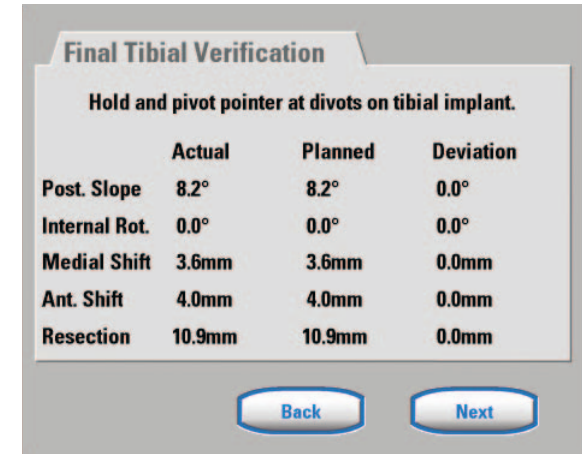 Final Tibial Verification
Hold and pivot pointer at divots on tibial implant.
Actual Planned Deviation
Post. Slope 8.2° 8.2° 0.0°
Internal Rot. 0.0° 0.0° 0.0°
Medial Shift 3.6mm 3.6mm 0.0mm
Ant. Shift 4.0mm 4.0mm 0.0mm
Resection 10.9mm 10.9mm 0.0mm
Back Next